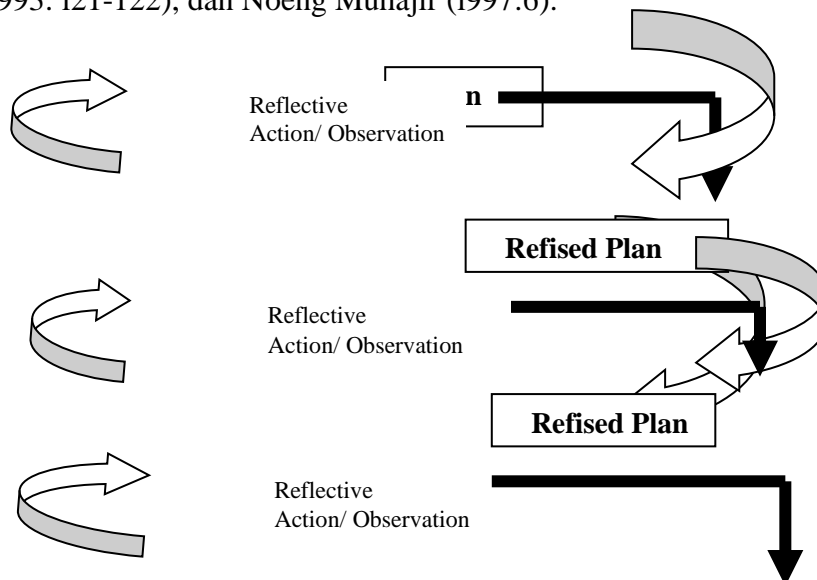 1993: 121-122), dan Noeng Muhajir (1997:6).
Reflective
Action/ Observation
n
Refised Plan
Reflective
Action/ Observation
Refised Plan
Reflective
Action/ Observation